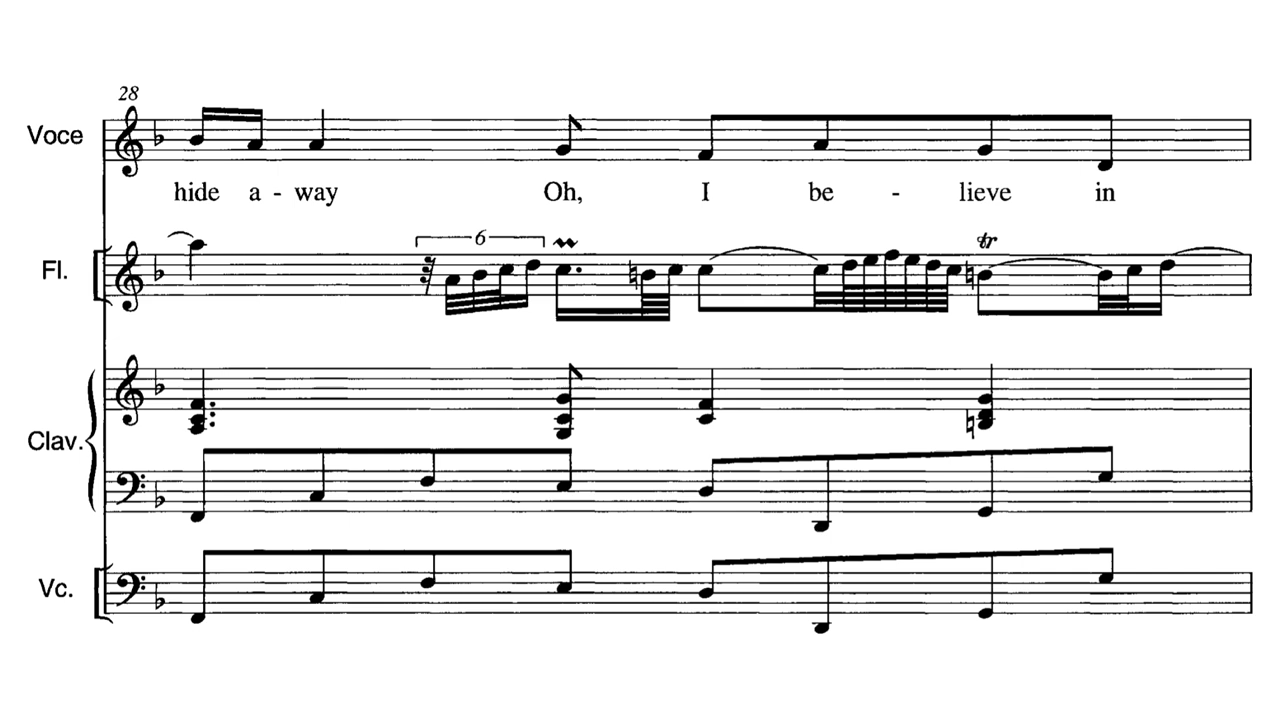 28
Voce
hide a - way Oh, I be - lieve in
6
tr
Fl.
Clav.
Vc.